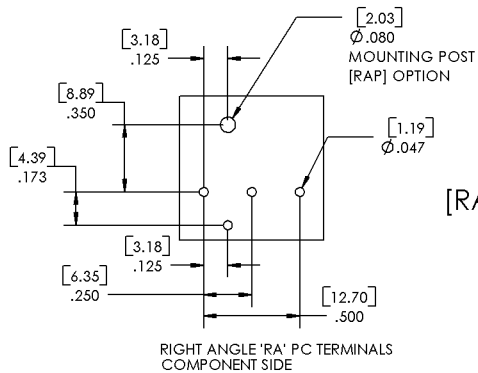 [2.03]
Ø.080
MOUNTING POST
[RAP] OPTION
[3.18]
.125
[8.89]
.350
[1.19]
Ø.047
[4.39]
.173
[RA
[3.18]
.125
[6.35]
.250
[12.70]
.500
RIGHT ANGLE 'RA' PC TERMINALS
COMPONENT SIDE